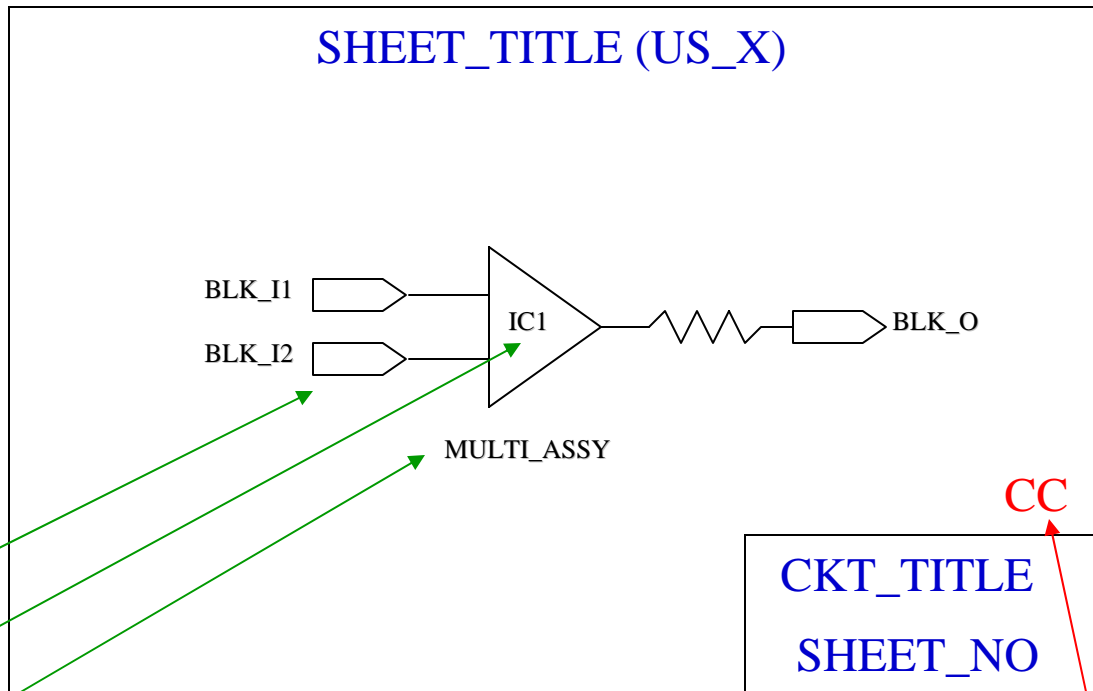 SHEET_TITLE (US_X)
BLK_I1
IC1
BLK_O
BLK_I2
MULTI_ASSY
CC
CKT_TITLE
SHEET_NO